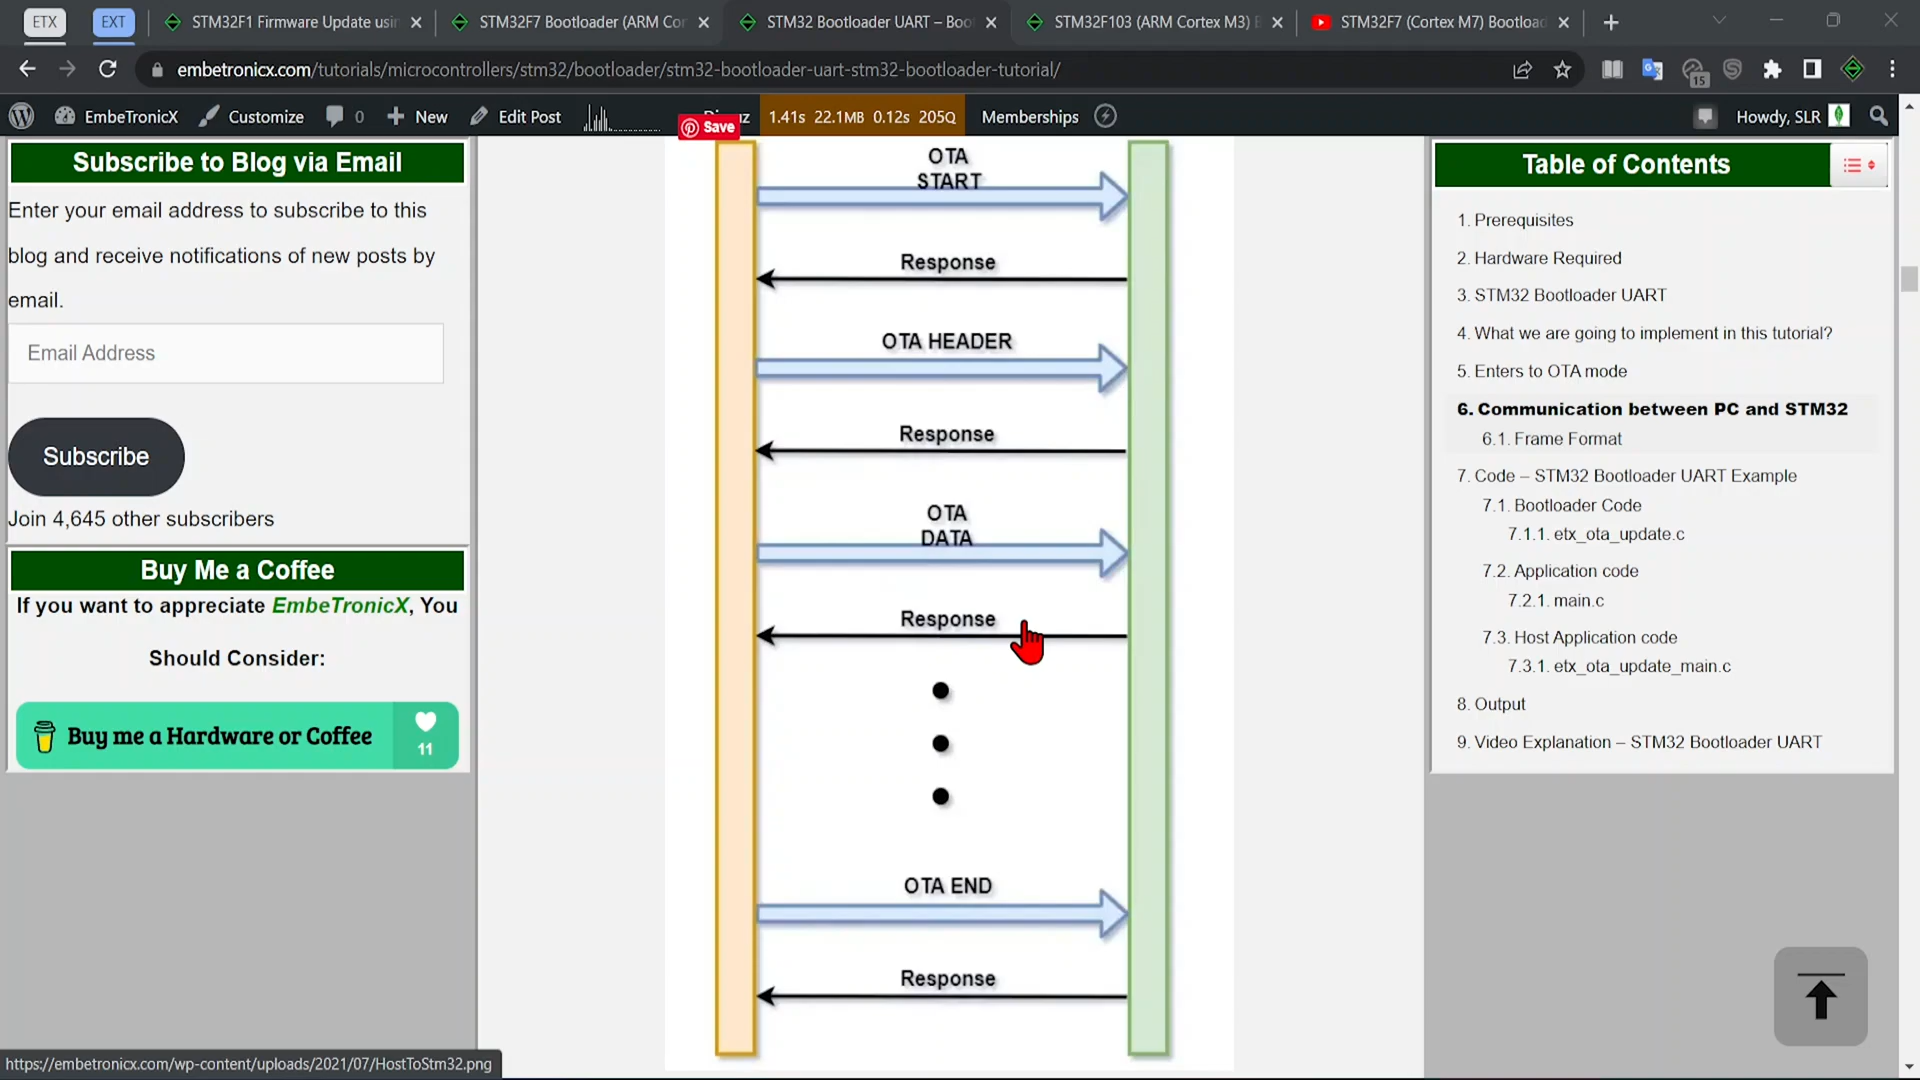 ETX
EXT
STM32F1 Firmware Update usin
STM32F7 Bootloader (ARM Cor
STM32 Bootloader UART – Boo
STM32F103 (ARM Cortex M3) B
STM32F7 (Cortex M7) Bootload
embetronicx.com/tutorials/microcontrollers/stm32/bootloader/stm32-bootloader-uart-stm32-bootloader-tutorial/
15
EmbeTronicX
Customize
0
New
Edit Post
1.41s 22.1MB 0.12s 205Q
Memberships
Howdy, SLR
Save
Subscribe to Blog via Email
Enter your email address to subscribe to this
blog and receive notifications of new posts by
email.
Email Address
Subscribe
Join 4,645 other subscribers
Buy Me a Coffee
If you want to appreciate EmbeTronicX, You
Should Consider:
Buy me a Hardware or Coffee
11
OTA
START
Response
OTA HEADER
Response
OTA
DATA
Response
OTA END
Response
Table of Contents
1. Prerequisites
2. Hardware Required
3. STM32 Bootloader UART
4. What we are going to implement in this tutorial?
5. Enters to OTA mode
6. Communication between PC and STM32
6.1. Frame Format
7. Code – STM32 Bootloader UART Example
7.1. Bootloader Code
7.1.1. etx_ota_update.c
7.2. Application code
7.2.1. main.c
7.3. Host Application code
7.3.1. etx_ota_update_main.c
8. Output
9. Video Explanation – STM32 Bootloader UART
https://embetronicx.com/wp-content/uploads/2021/07/HostToStm32.png